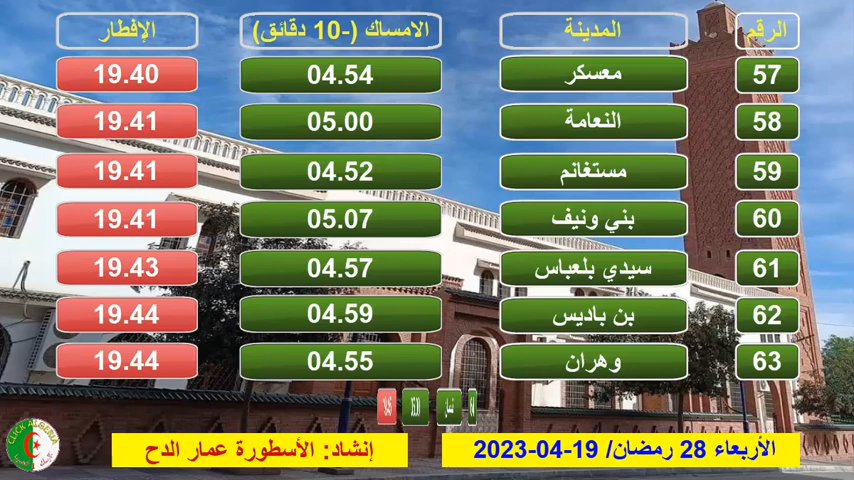 الرقم المدينة الامساك (-10 دقائق) الإفطار
57 معسكر 04.54 19.40
58 النعامة 05.00 19.41
59 مستغانم 04.52 19.41
60 بني ونيف 05.07 19.41
61 سيدي بلعباس 04.57 19.43
62 بن باديس 04.59 19.44
63 وهران 04.55 19.44
الأربعاء 28 رمضان/ 19-04-2023
إنشاد: الأسطورة عمار الدح
CLICK ALGERIA